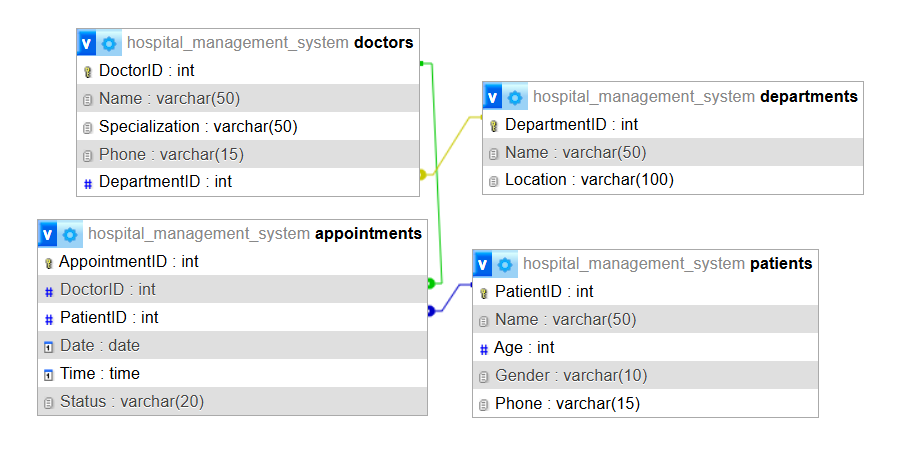 v hospital_management_system doctors
DoctorID : int
Name : varchar(50)
Specialization : varchar(50)
Phone : varchar(15)
# DepartmentID : int
v hospital_management_system departments
DepartmentID : int
Name : varchar(50)
Location : varchar(100)
v hospital_management_system appointments
AppointmentID : int
# DoctorID : int
# PatientID : int
Date : date
Time : time
Status : varchar(20)
v hospital_management_system patients
PatientID : int
Name : varchar(50)
# Age : int
Gender : varchar(10)
Phone : varchar(15)